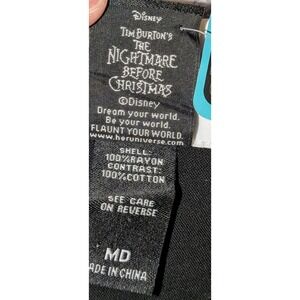 Disney
TIM BURTON'S
THE
NIGHTMARE
BEFORE
CHRISTMAS
©Disney
Dream your world.
Be your world.
FLAUNT YOUR WORLD.
www.heruniverse.com
SHELL:
100%RAYON
CONTRAST:
100%COTTON
SEE CARE
ON REVERSE
MD
ADE IN CHINA